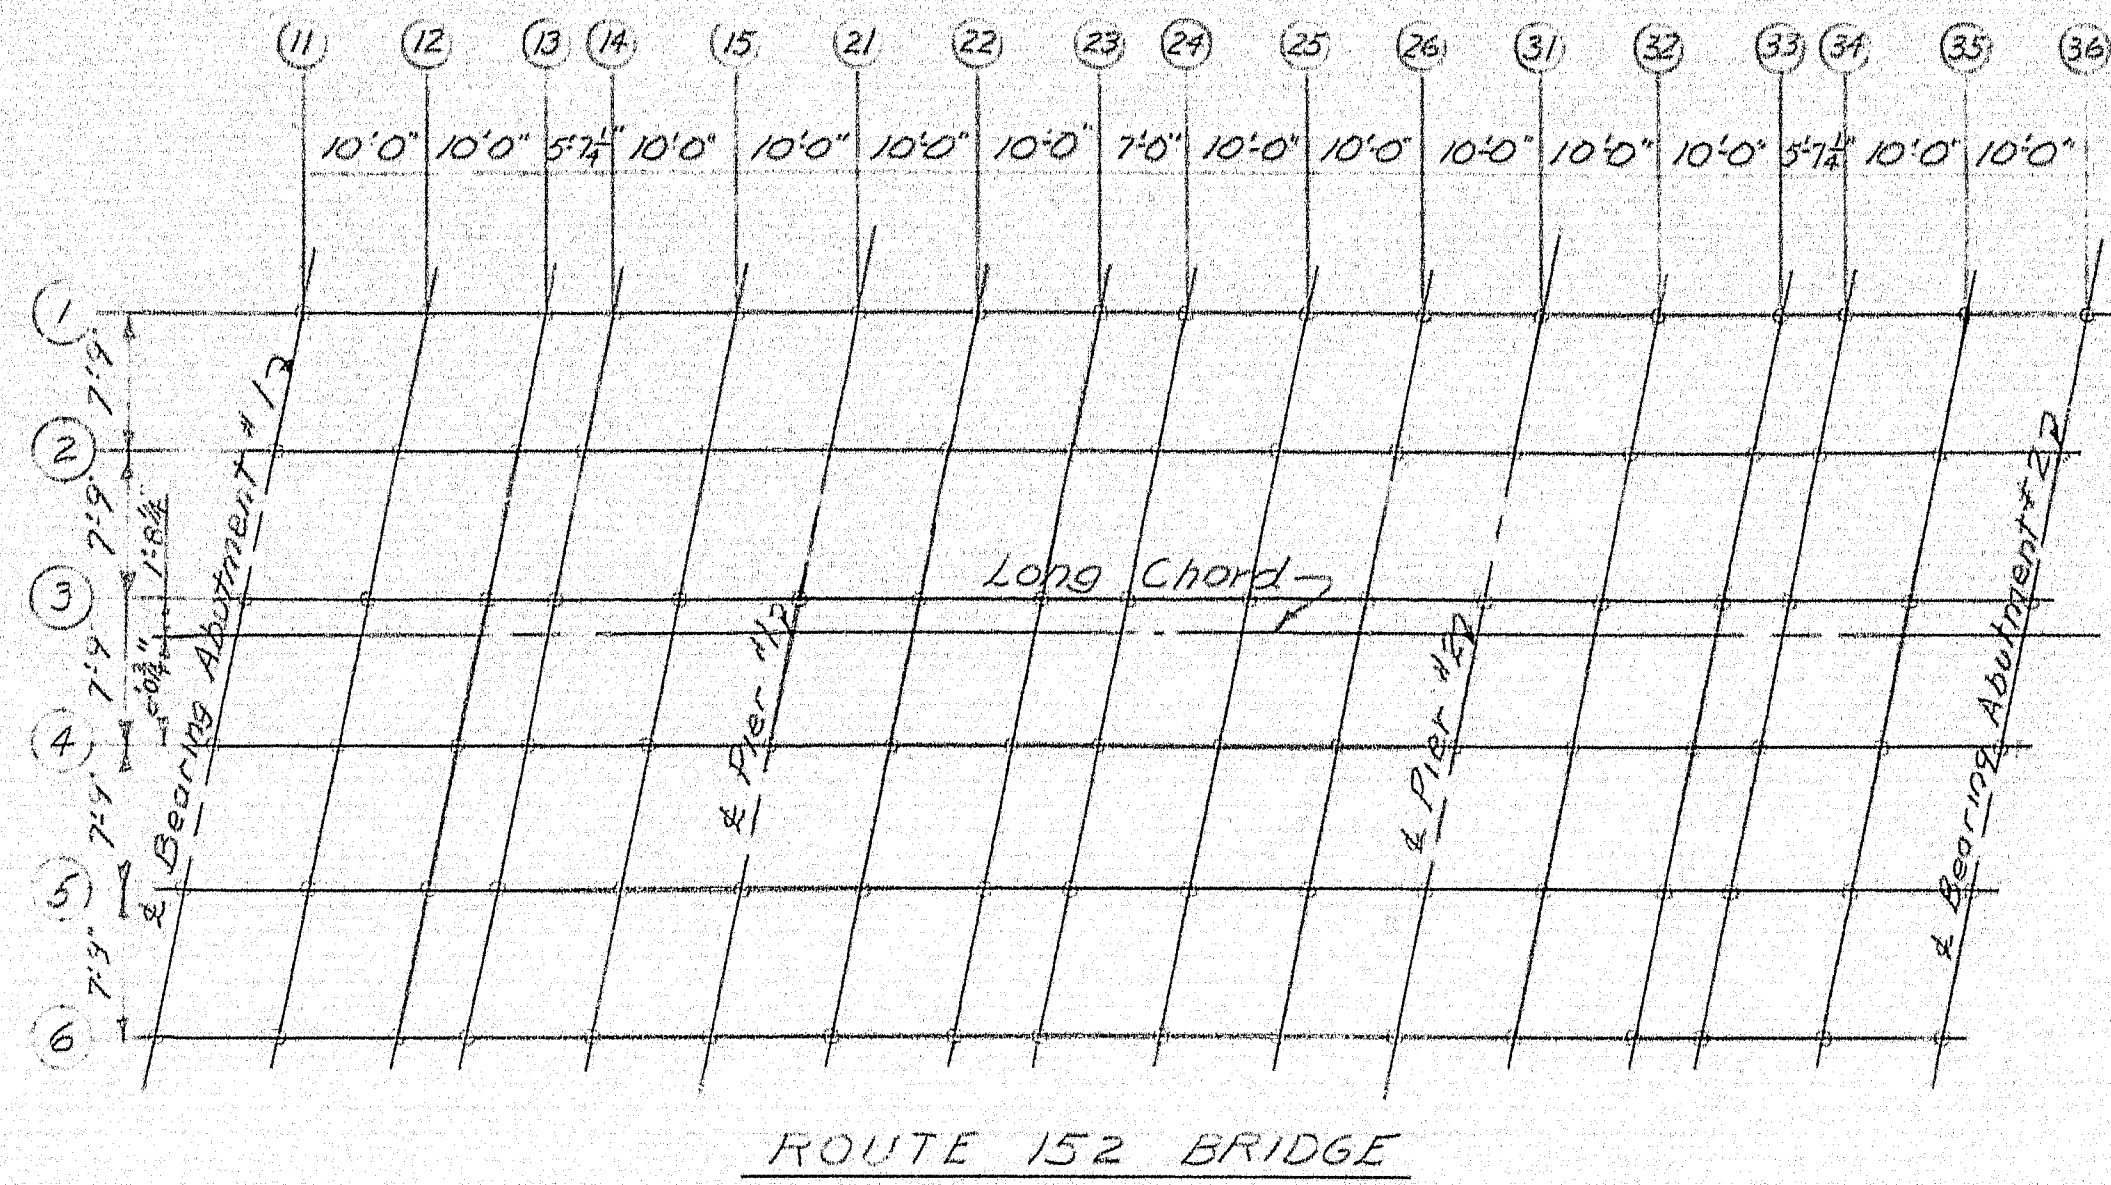 11 12 13 14 15 21 22 23 24 25 26 31 32 33 34 35 36
10'-0" 10'-0" 5'-7¼" 10'-0" 10'-0" 10'-0" 10'-0" 7'-0" 10'-0" 10'-0" 10'-0" 10'-0" 10'-0" 5'-7¼" 10'-0" 10'-0"
1
7'-9"
2
7'-9"
1'-8¼"
3
7'-9"
4
7'-9"
5
7'-9"
6
℄ Bearing Abutment #1
℄ Pier #1
Long Chord
℄ Pier #2
℄ Bearing Abutment #2
ROUTE 152 BRIDGE